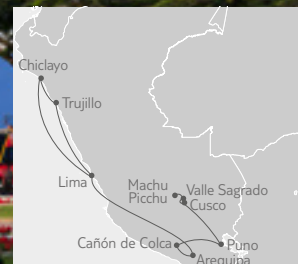 Chiclayo
Trujillo
Lima
Machu
Picchu
Valle Sagrado
Cusco
Cañón de Colca
Puno
Arequipa